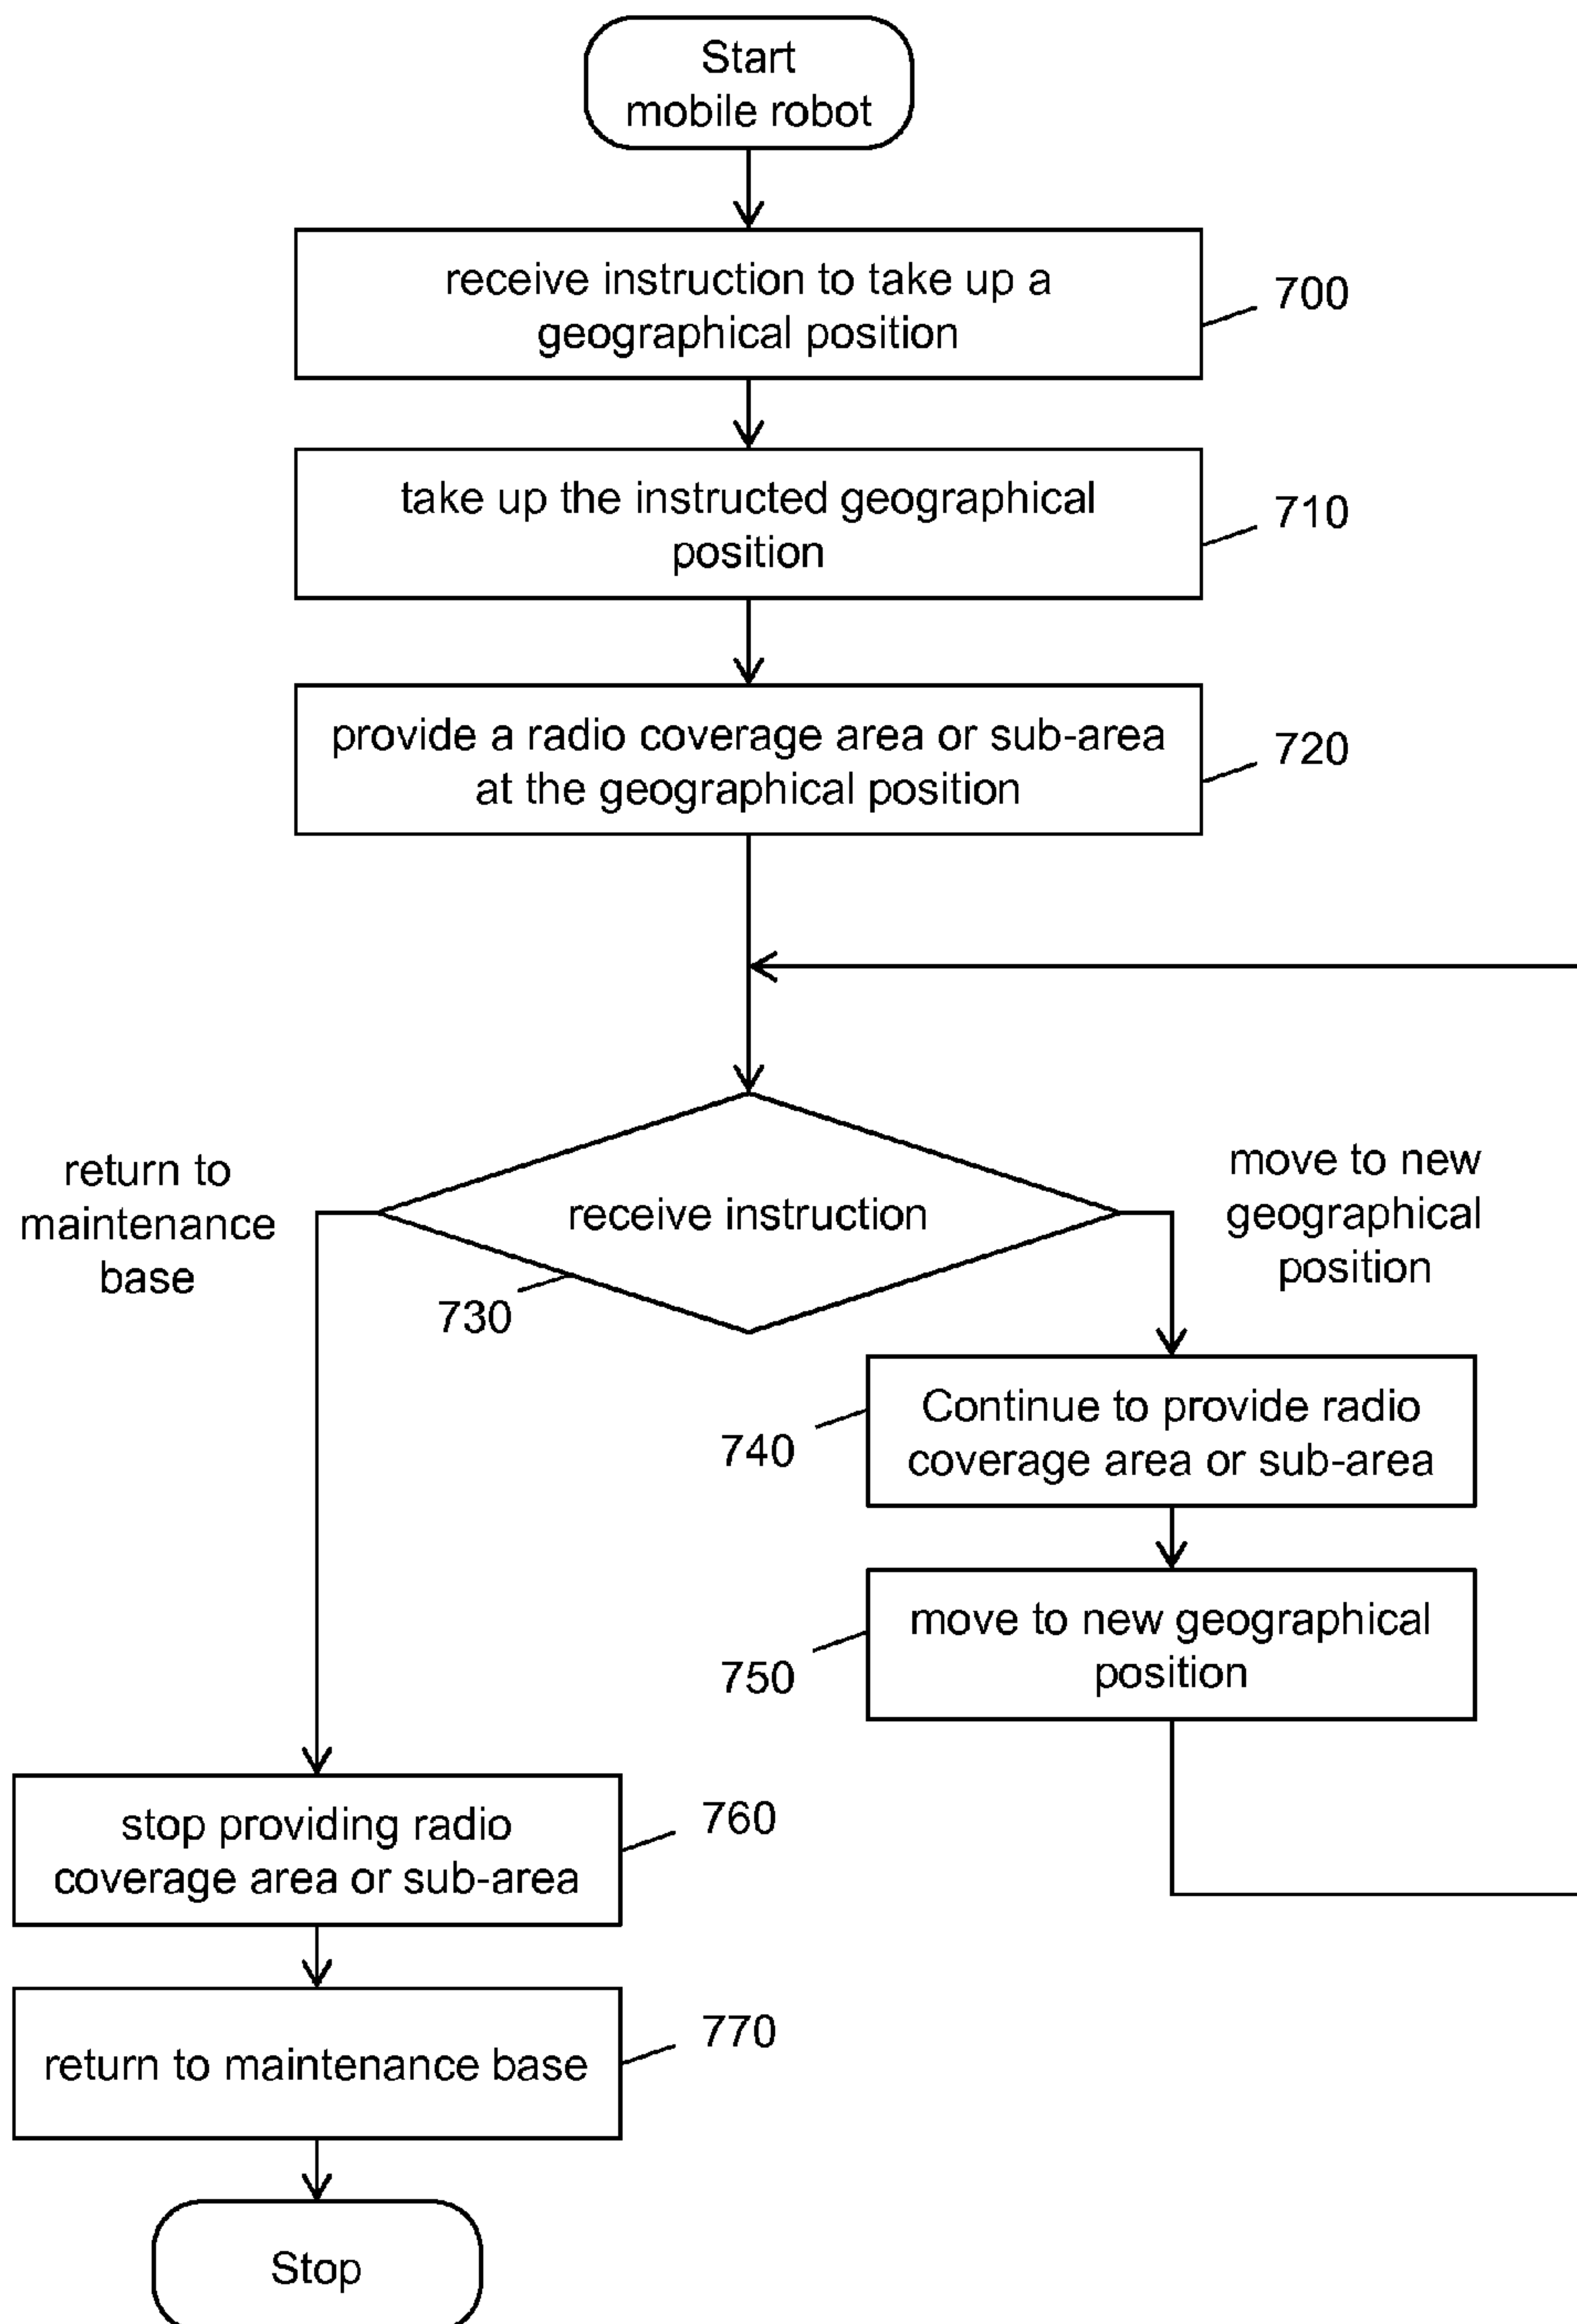 Start
mobile robot
receive instruction to take up a
geographical position
700
take up the instructed geographical
position
710
provide a radio coverage area or sub-area
at the geographical position
720
return to
maintenance
base
receive instruction
730
move to new
geographical
position
Continue to provide radio
coverage area or sub-area
740
move to new geographical
position
750
stop providing radio
coverage area or sub-area
760
return to maintenance base
770
Stop